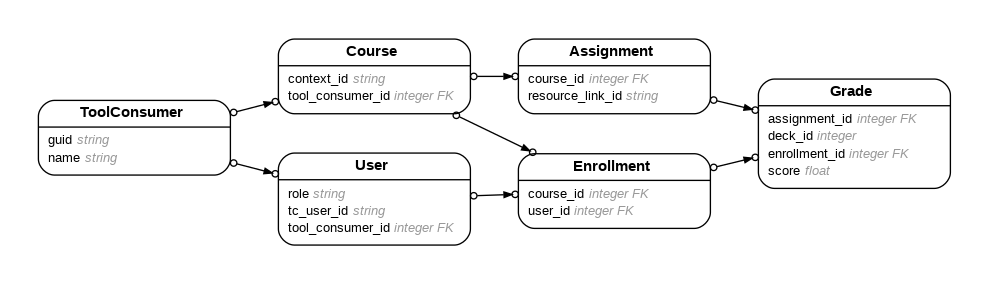 ToolConsumer
guid string
name string
Course
context_id string
tool_consumer_id integer FK
User
role string
tc_user_id string
tool_consumer_id integer FK
Assignment
course_id integer FK
resource_link_id string
Enrollment
course_id integer FK
user_id integer FK
Grade
assignment_id integer FK
deck_id integer
enrollment_id integer FK
score float